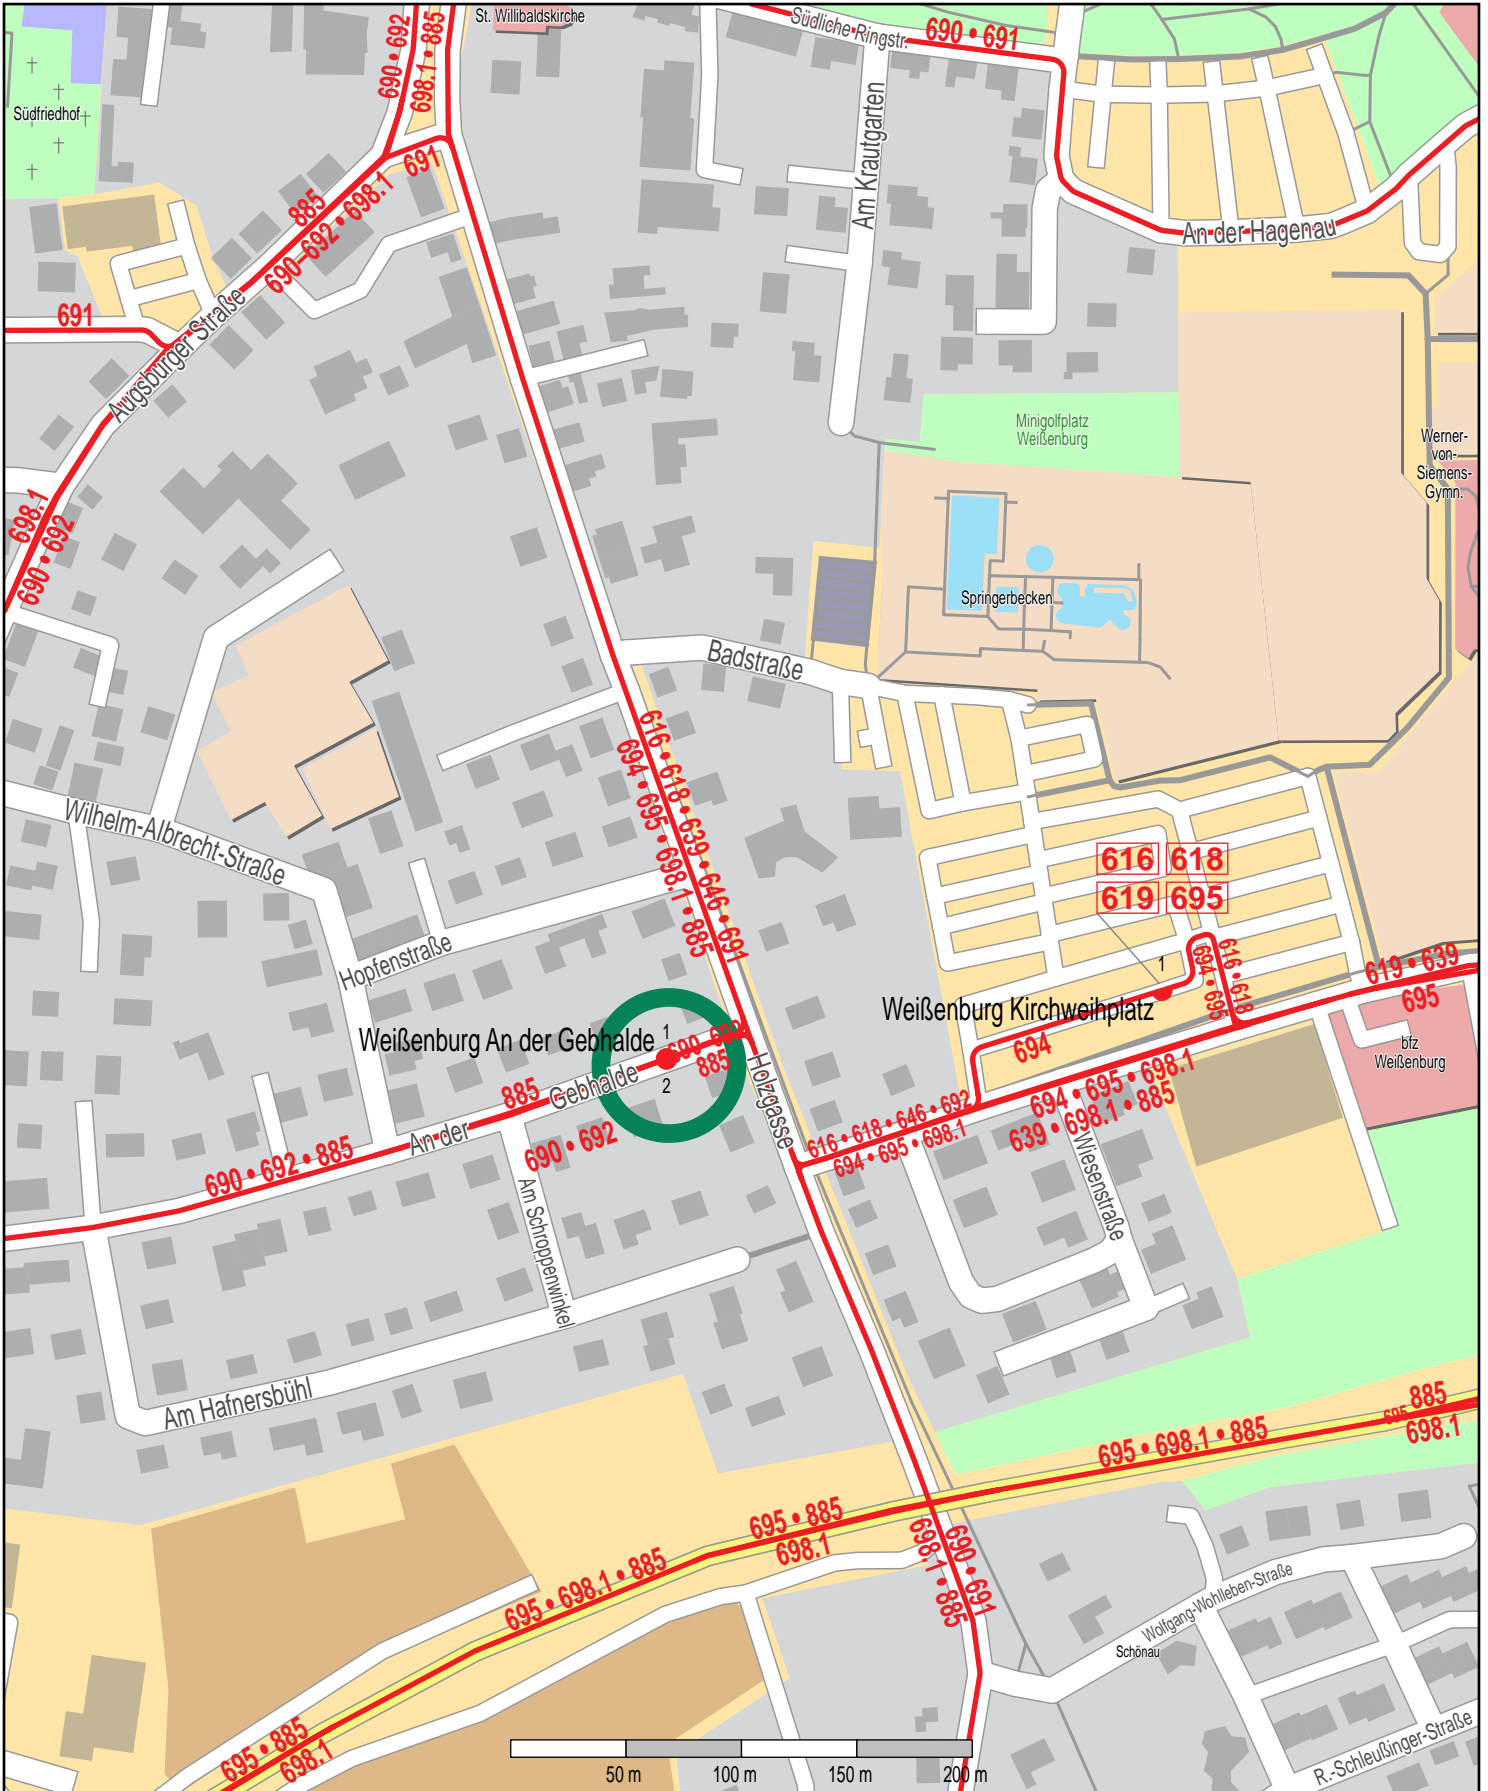 St. Willibaldskirche
Südliche Ringstr.
690 • 691
690 • 692
698.1 • 885
Südfriedhof
691
885
690–692 • 698.1
Am Krautgarten
An der Hagenau
691
Augsburger Straße
Minigolfplatz
Weißenburg
Werner-
von-
Siemens-
Gymn.
698.1
690 • 692
Springerbecken
Badstraße
616 • 618 • 639 • 646 • 691
694 • 695 • 698.1 • 885
Wilhelm-Albrecht-Straße
616
618
619
695
Hopfenstraße
1
694 • 695
616 • 618
619 • 639
695
Weißenburg Kirchweihplatz
Weißenburg An der Gebhalde
1
690–692
885
2
Holzgasse
694
bfz
Weißenburg
885
An der
Gebhalde
690 • 692
690 • 692 • 885
616 • 618 • 646 • 692
694 • 695 • 698.1
694 • 695 • 698.1
639 • 698.1 • 885
Wiesenstraße
Am Schroppenwinkel
Am Hafnersbühl
695
885
698.1
695 • 698.1 • 885
695 • 885
698.1
690 • 691
698.1 • 885
695 • 698.1 • 885
Wolfgang-Wohlleben-Straße
Schönau
695 • 885
698.1
R.-Schleußinger-Straße
50 m
100 m
150 m
200 m